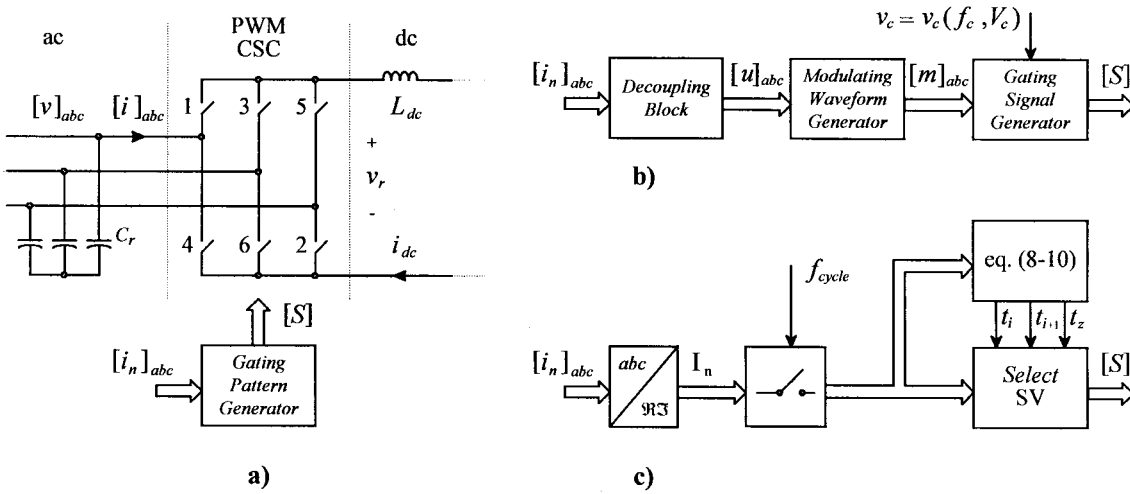 ac
PWM
CSC
dc
[v]abc
[i]abc
1
3
5
Ldc
+
vr
-
Cr
4
6
2
idc
[S]
[in]abc
Gating
Pattern
Generator
a)
vc = vc(fc, Vc)
[in]abc
Decoupling
Block
[u]abc
Modulating
Waveform
Generator
[m]abc
Gating
Signal
Generator
[S]
b)
fcycle
eq. (8-10)
ti
ti+1
tz
[in]abc
abc
ℜℑ
In
Select
SV
[S]
c)